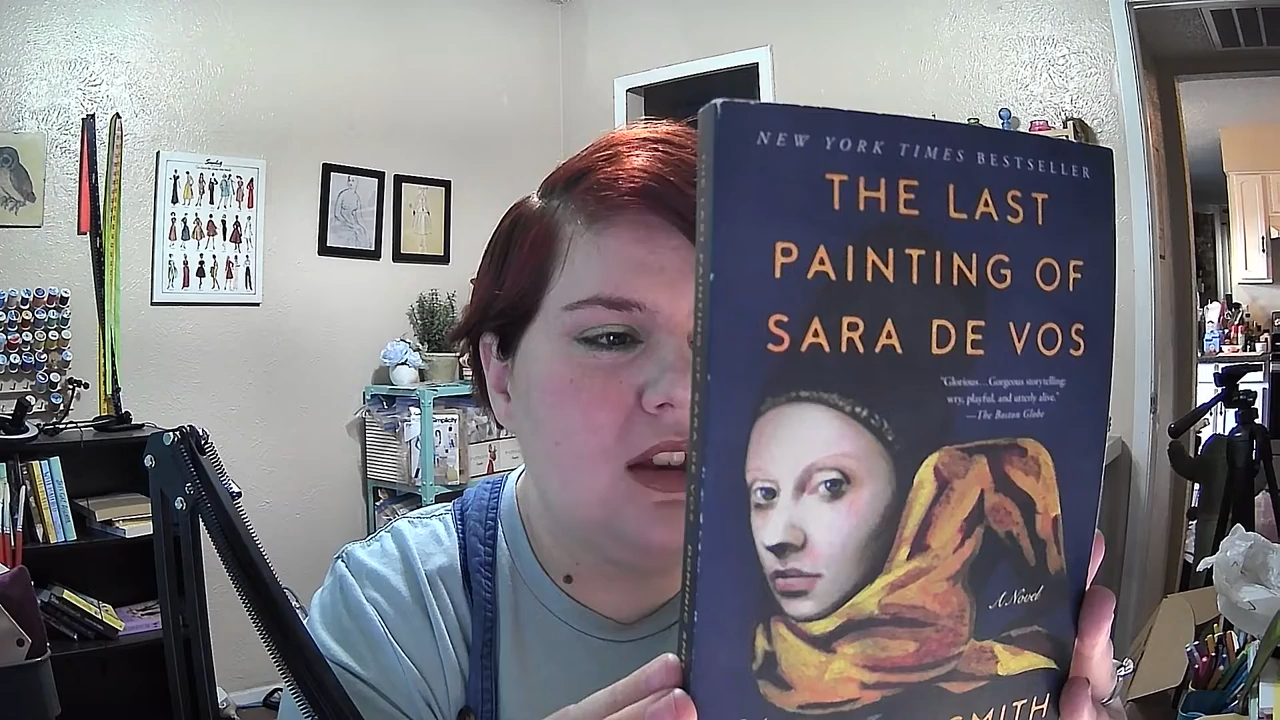 NEW YORK TIMES BESTSELLER
THE LAST
PAINTING OF
SARA DE VOS
"Glorious... Gorgeous storytelling;
wry, playful, and utterly alive."
—The Boston Globe
A Novel
SMITH